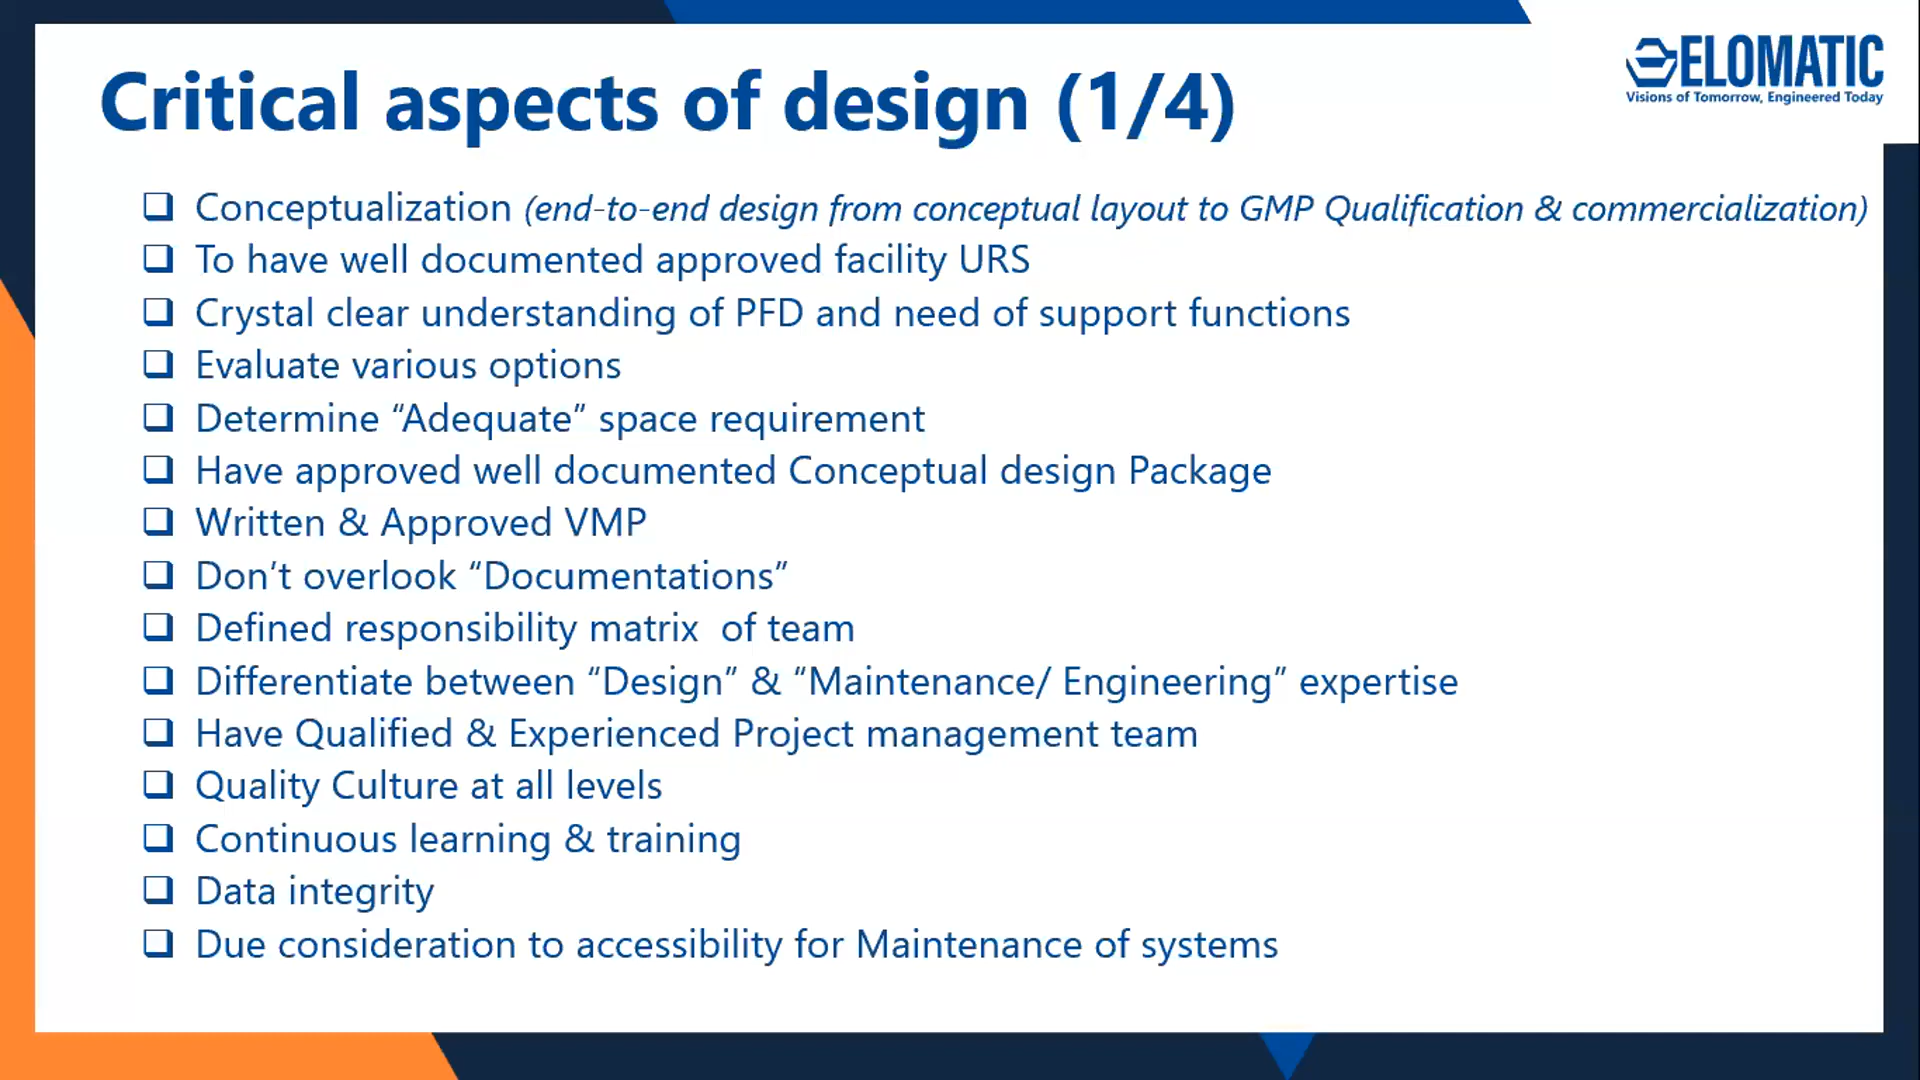 ELOMATIC
Visions of Tomorrow, Engineered Today
Critical aspects of design (1/4)
❑ Conceptualization (end-to-end design from conceptual layout to GMP Qualification & commercialization)
❑ To have well documented approved facility URS
❑ Crystal clear understanding of PFD and need of support functions
❑ Evaluate various options
❑ Determine “Adequate” space requirement
❑ Have approved well documented Conceptual design Package
❑ Written & Approved VMP
❑ Don’t overlook “Documentations”
❑ Defined responsibility matrix  of team
❑ Differentiate between “Design” & “Maintenance/ Engineering” expertise
❑ Have Qualified & Experienced Project management team
❑ Quality Culture at all levels
❑ Continuous learning & training
❑ Data integrity
❑ Due consideration to accessibility for Maintenance of systems